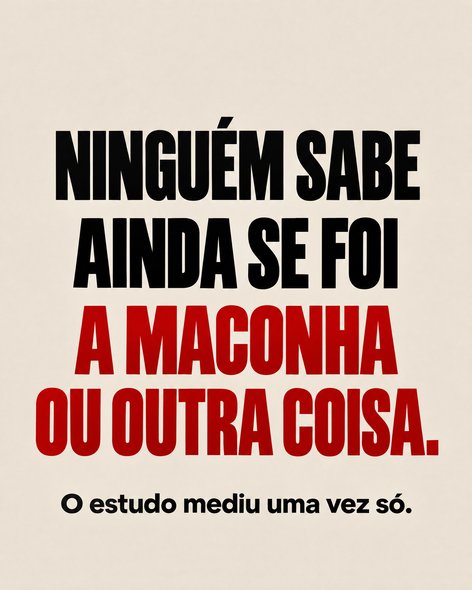 NINGUÉM SABE
AINDA SE FOI
A MACONHA
OU OUTRA COISA.
O estudo mediu uma vez só.